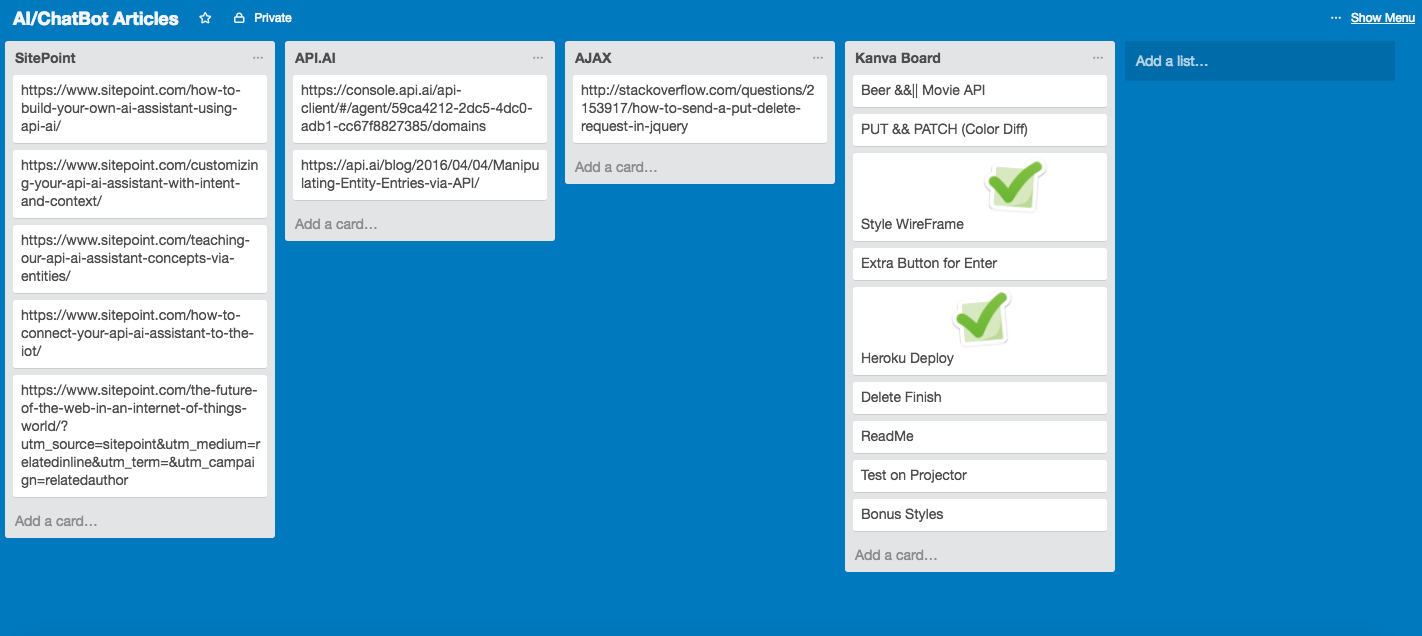 AI/ChatBot Articles
Private
Show Menu
SitePoint
https://www.sitepoint.com/how-to-
build-your-own-ai-assistant-using-
api-ai/
https://www.sitepoint.com/customizin
g-your-api-ai-assistant-with-intent-
and-context/
https://www.sitepoint.com/teaching-
our-api-ai-assistant-concepts-via-
entities/
https://www.sitepoint.com/how-to-
connect-your-api-ai-assistant-to-the-
iot/
https://www.sitepoint.com/the-future-
of-the-web-in-an-internet-of-things-
world/?
utm_source=sitepoint&utm_medium=r
elatedinline&utm_term=&utm_campai
gn=relatedauthor
Add a card…
API.AI
https://console.api.ai/api-
client/#/agent/59ca4212-2dc5-4dc0-
adb1-cc67f8827385/domains
https://api.ai/blog/2016/04/04/Manipu
lating-Entity-Entries-via-API/
Add a card…
AJAX
http://stackoverflow.com/questions/2
153917/how-to-send-a-put-delete-
request-in-jquery
Add a card…
Kanva Board
Beer &&|| Movie API
PUT && PATCH (Color Diff)
Style WireFrame
Extra Button for Enter
Heroku Deploy
Delete Finish
ReadMe
Test on Projector
Bonus Styles
Add a card…
Add a list…